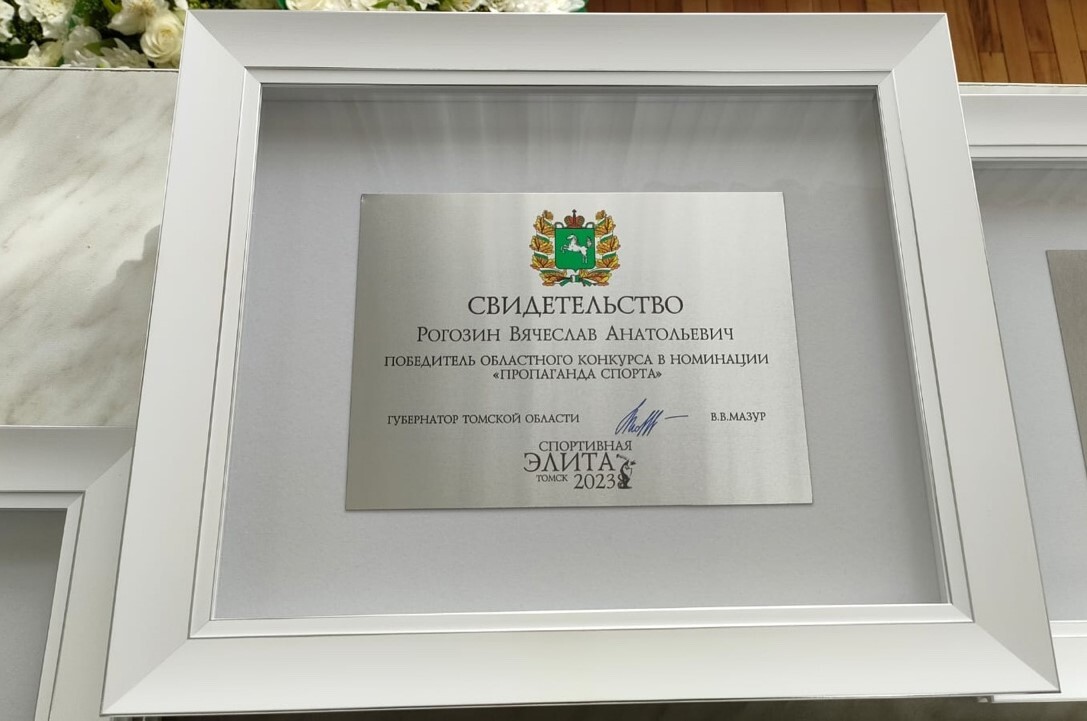 СВИДЕТЕЛЬСТВО
Рогозин Вячеслав Анатольевич
ПОБЕДИТЕЛЬ ОБЛАСТНОГО КОНКУРСА В НОМИНАЦИИ
«ПРОПАГАНДА СПОРТА»
ГУБЕРНАТОР ТОМСКОЙ ОБЛАСТИ В.В.МАЗУР
СПОРТИВНАЯ
ЭЛИТА
ТОМСК 2023